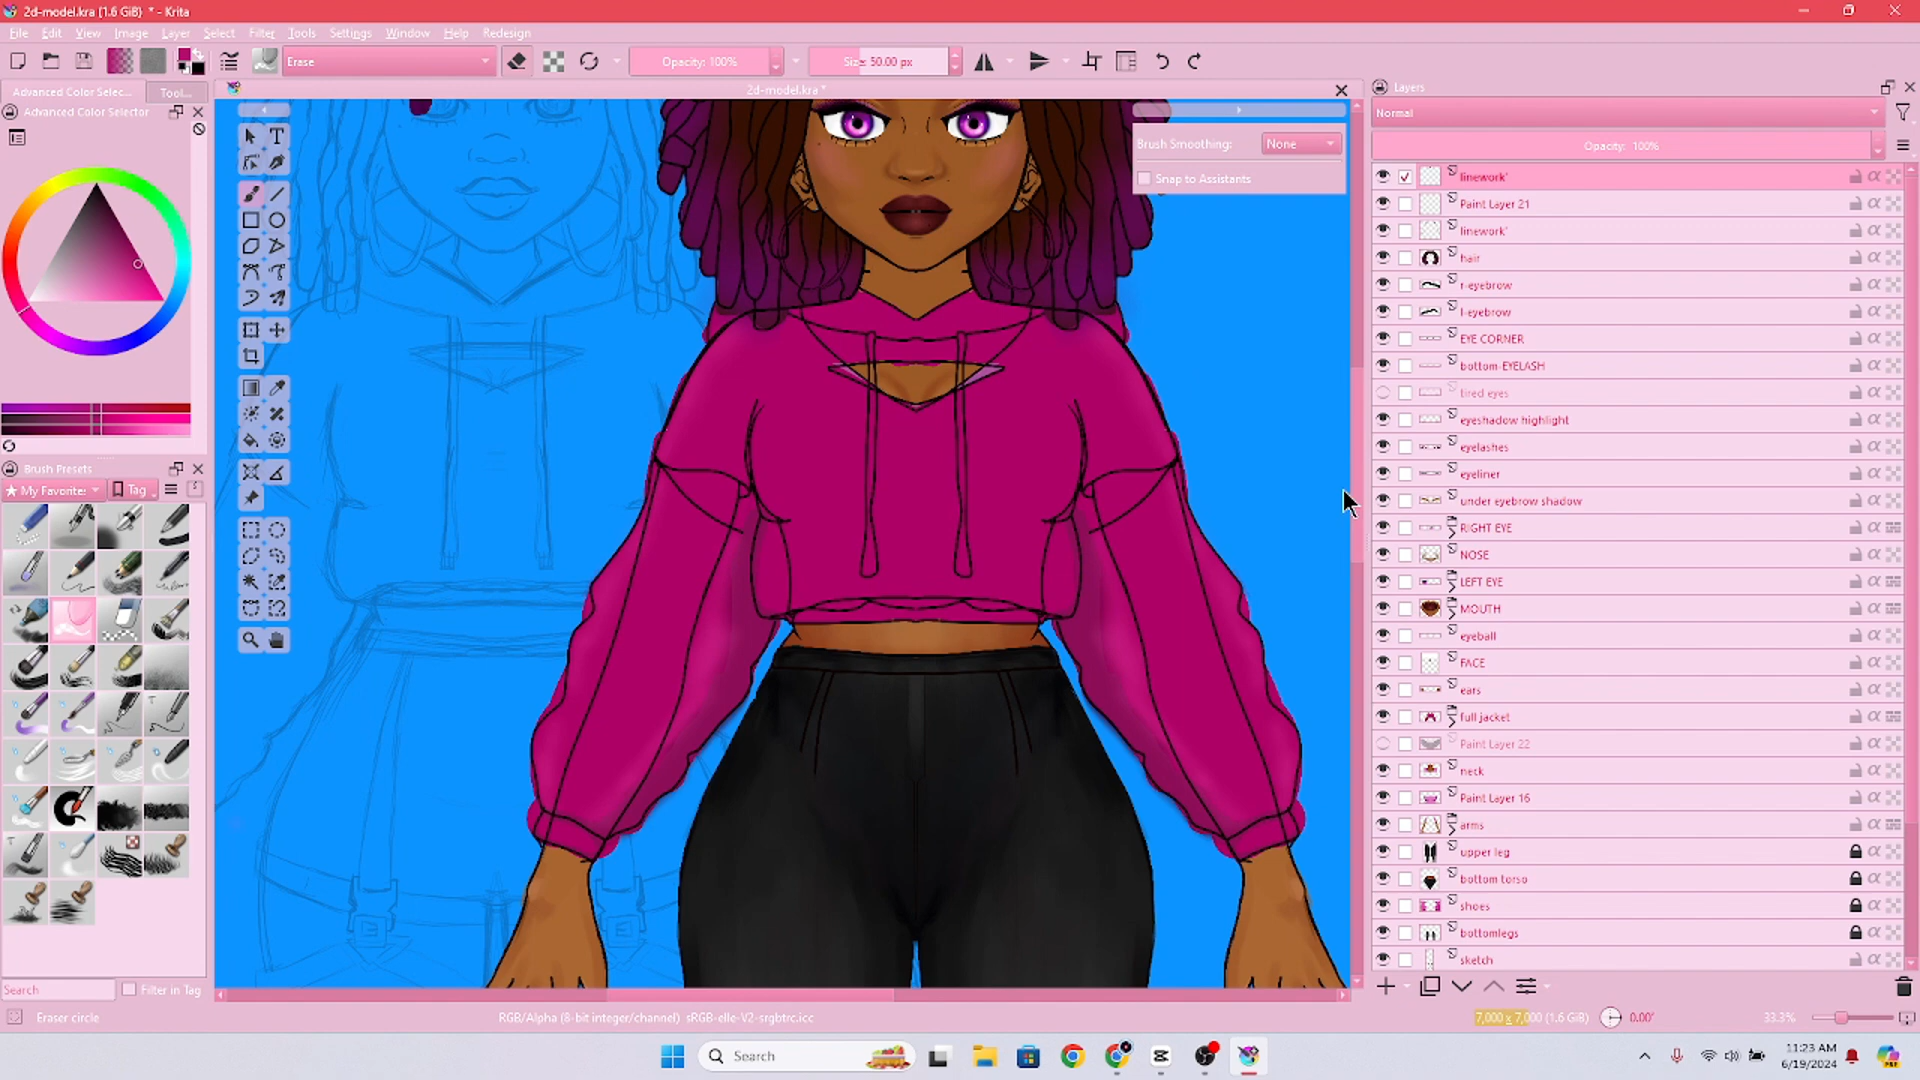 2d-model.kra [1.6 GiB] * - Krita
File Edit View Image Layer Select Filter Tools Settings Window Help Redesign
Erase
Opacity: 100%
Size: 50.00 px
Advanced Color Selec... Tool...
Advanced Color Selector
2d-model.kra *
Brush Smoothing: None
Snap to Assistants
Layers
Normal
Opacity: 100%
linework'
Paint Layer 21
linework'
hair
r-eyebrow
l-eyebrow
EYE CORNER
bottom-EYELASH
tired eyes
eyeshadow highlight
eyelashes
eyeliner
under eyebrow shadow
RIGHT EYE
NOSE
LEFT EYE
MOUTH
eyeball
FACE
ears
full jacket
Paint Layer 22
neck
Paint Layer 16
arms
upper leg
bottom torso
shoes
bottomlegs
sketch
Brush Presets
★ My Favorite: Tag
Search
Filter in Tag
Eraser circle
RGB/Alpha (8-bit integer/channel) sRGB-elle-V2-srgbtrc.icc
7,000 x 7,000 (1.6 GiB)
0.00°
33.3%
Search
11:23 AM
6/19/2024